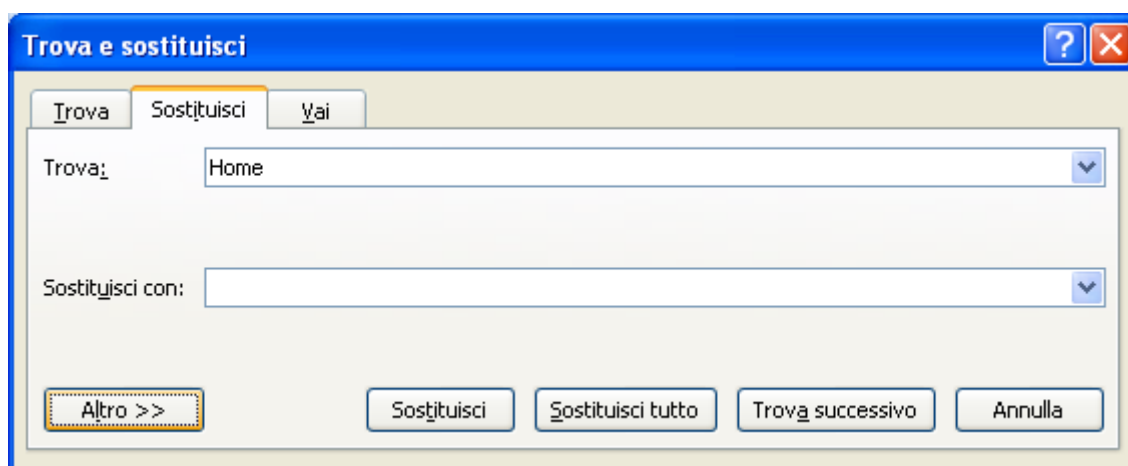 Trova e sostituisci
Trova Sostituisci Vai
Trova: Home
Sostituisci con:
Altro >> Sostituisci Sostituisci tutto Trova successivo Annulla